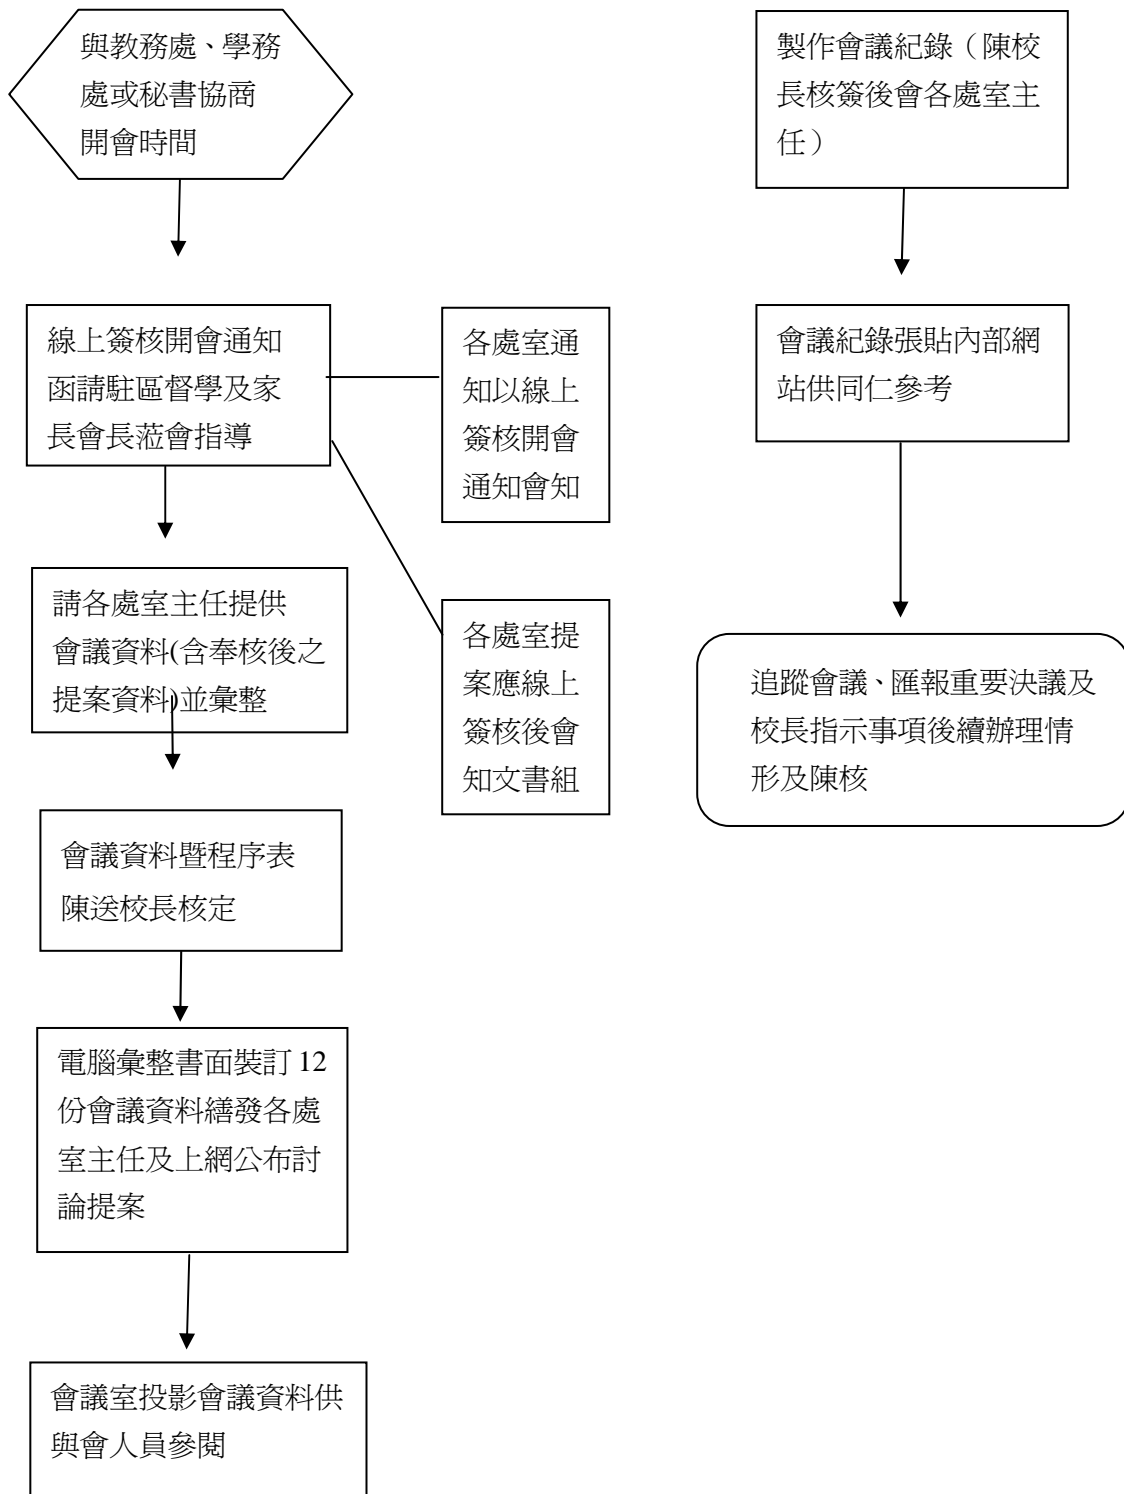 與教務處、學務
處或秘書協商
開會時間
線上簽核開會通知
函請駐區督學及家
長會長蒞會指導
各處室通
知以線上
簽核開會
通知會知
請各處室主任提供
會議資料(含奉核後之
提案資料)並彙整
各處室提
案應線上
簽核後會
知文書組
會議資料暨程序表
陳送校長核定
電腦彙整書面裝訂 12
份會議資料繕發各處
室主任及上網公布討
論提案
會議室投影會議資料供
與會人員參閱
製作會議紀錄（陳校
長核簽後會各處室主
任）
會議紀錄張貼內部網
站供同仁參考
追蹤會議、匯報重要決議及
校長指示事項後續辦理情
形及陳核